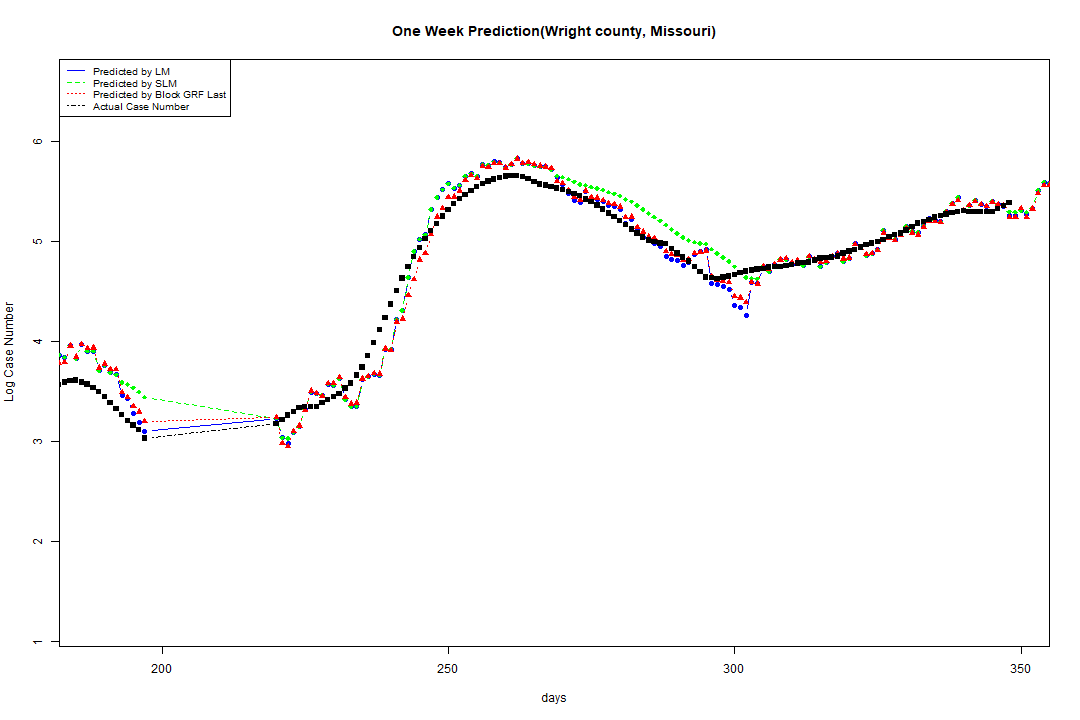 One Week Prediction(Wright county, Missouri)
Predicted by LM
Predicted by SLM
Predicted by Block GRF Last
Actual Case Number
6
5
4
3
2
1
Log Case Number
200
250
300
350
days